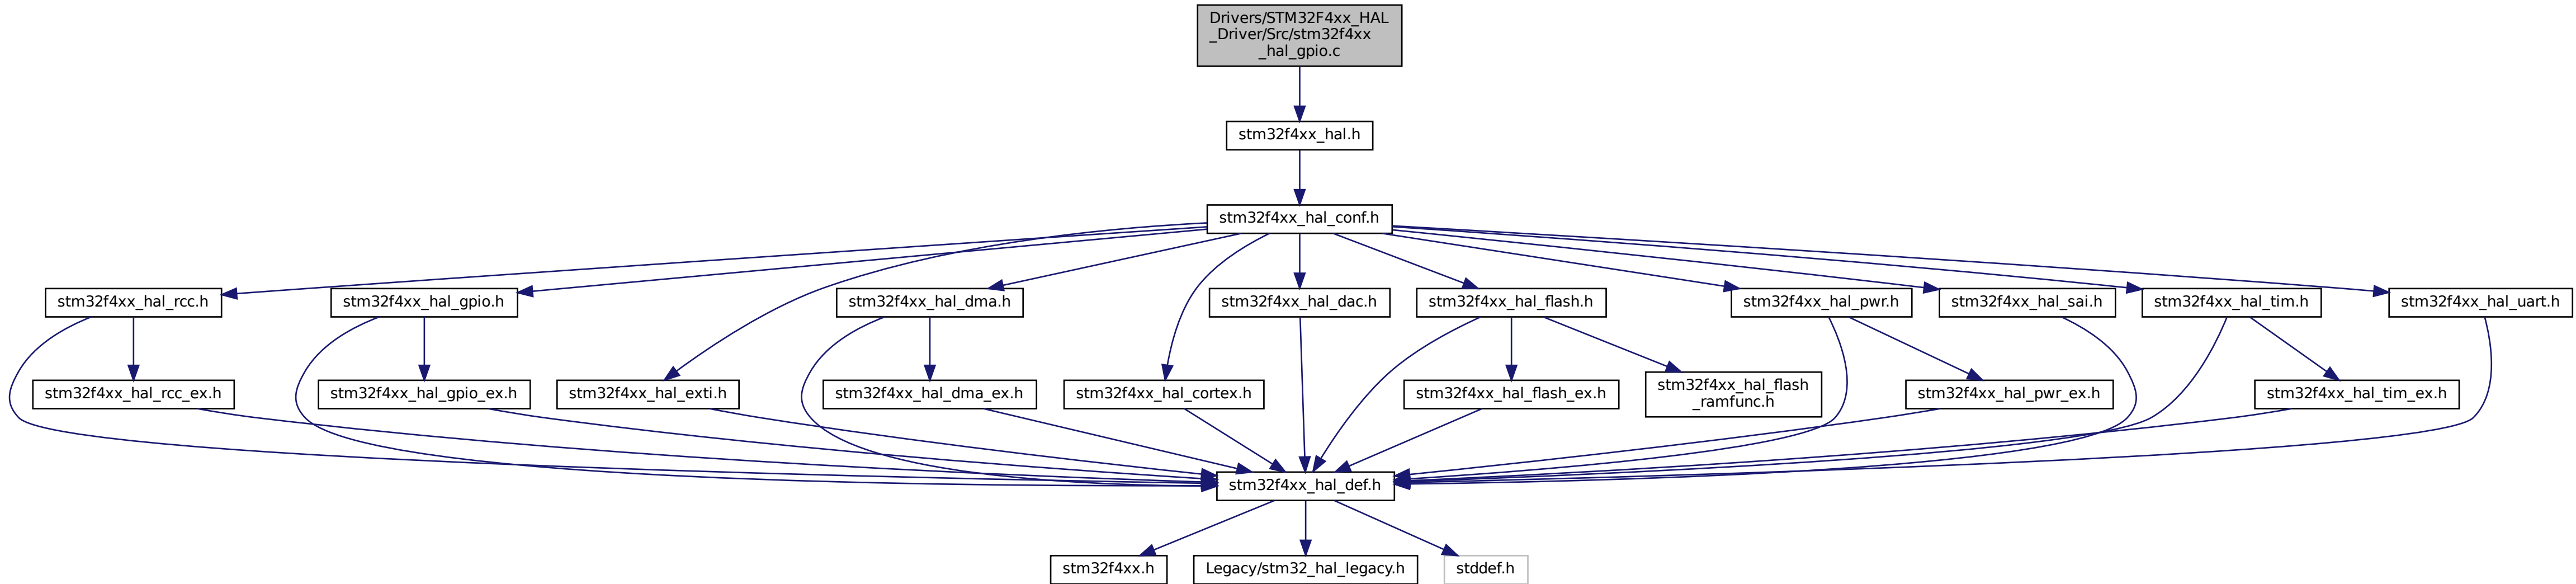 Drivers/STM32F4xx_HAL
_Driver/Src/stm32f4xx
_hal_gpio.c
stm32f4xx_hal.h
stm32f4xx_hal_conf.h
stm32f4xx_hal_rcc.h
stm32f4xx_hal_gpio.h
stm32f4xx_hal_dma.h
stm32f4xx_hal_dac.h
stm32f4xx_hal_flash.h
stm32f4xx_hal_pwr.h
stm32f4xx_hal_sai.h
stm32f4xx_hal_tim.h
stm32f4xx_hal_uart.h
stm32f4xx_hal_rcc_ex.h
stm32f4xx_hal_gpio_ex.h
stm32f4xx_hal_exti.h
stm32f4xx_hal_dma_ex.h
stm32f4xx_hal_cortex.h
stm32f4xx_hal_flash_ex.h
stm32f4xx_hal_flash
_ramfunc.h
stm32f4xx_hal_pwr_ex.h
stm32f4xx_hal_tim_ex.h
stm32f4xx_hal_def.h
stm32f4xx.h
Legacy/stm32_hal_legacy.h
stddef.h